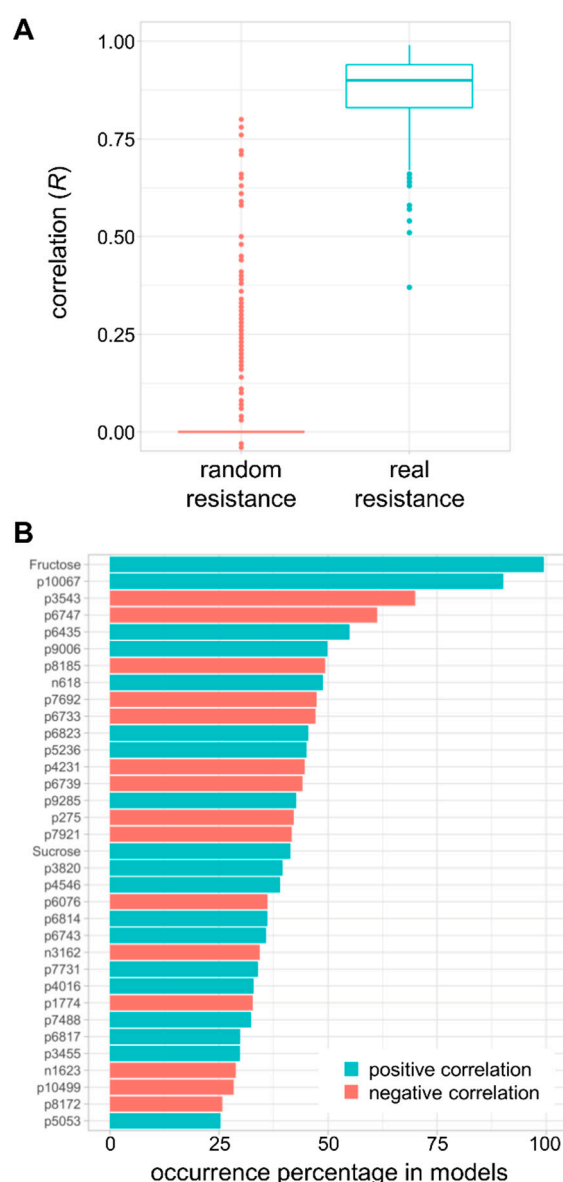 A
correlation (R)
1.00
0.75
0.50
0.25
0.00
random
resistance
real
resistance
B
Fructose
p10067
p3543
p6747
p6435
p9006
p8185
n618
p7692
p6733
p6823
p5236
p4231
p6739
p9285
p275
p7921
Sucrose
p3820
p4546
p6076
p6814
p6743
n3162
p7731
p4016
p1774
p7488
p6817
p3455
n1623
p10499
p8172
p5053
positive correlation
negative correlation
0 25 50 75 100
occurrence percentage in models